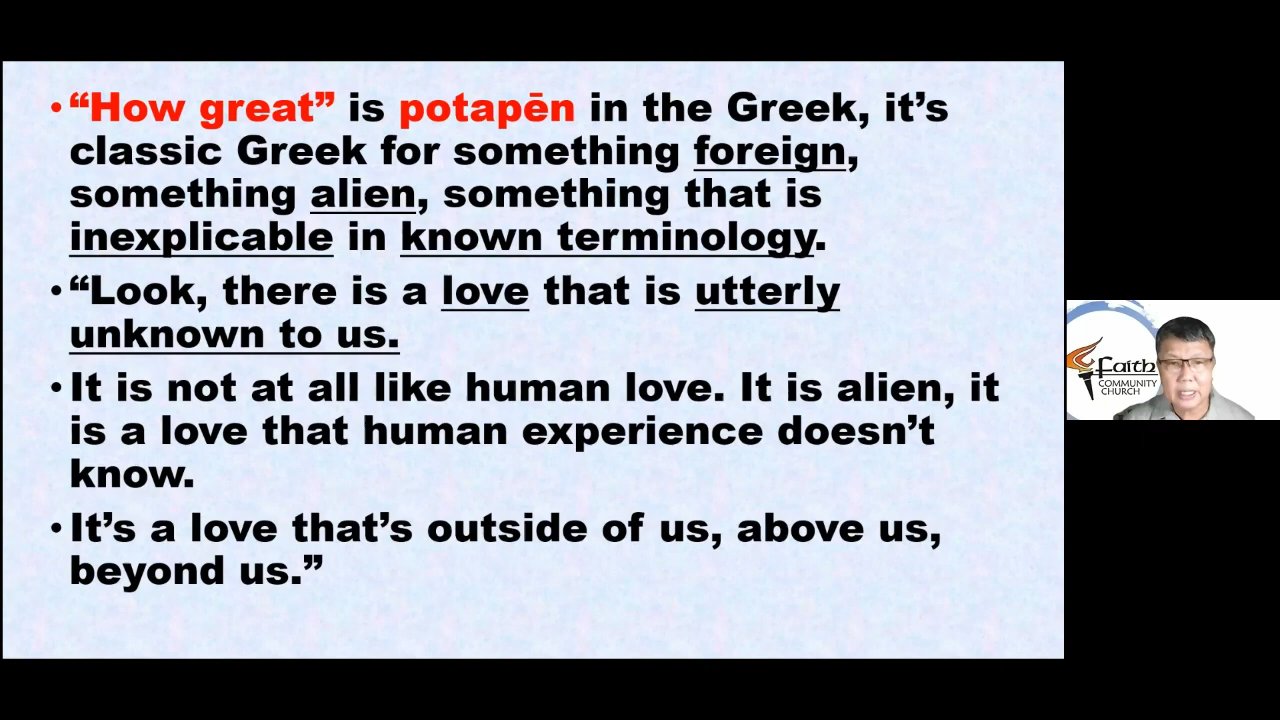 • “How great” is potapēn in the Greek, it’s
classic Greek for something foreign,
something alien, something that is
inexplicable in known terminology.
• “Look, there is a love that is utterly
unknown to us.
• It is not at all like human love. It is alien, it
is a love that human experience doesn’t
know.
• It’s a love that’s outside of us, above us,
beyond us.”
Faith
COMMUNITY
CHURCH